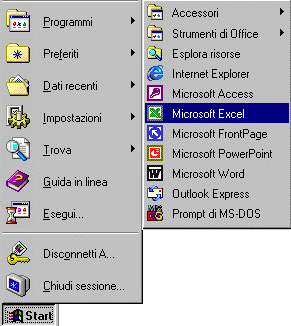 Programmi
Preferiti
Dati recenti
Impostazioni
Trova
Guida in linea
Esegui...
Disconnetti A...
Chiudi sessione...
Start
Accessori
Strumenti di Office
Esplora risorse
Internet Explorer
Microsoft Access
Microsoft Excel
Microsoft FrontPage
Microsoft PowerPoint
Microsoft Word
Outlook Express
Prompt di MS-DOS